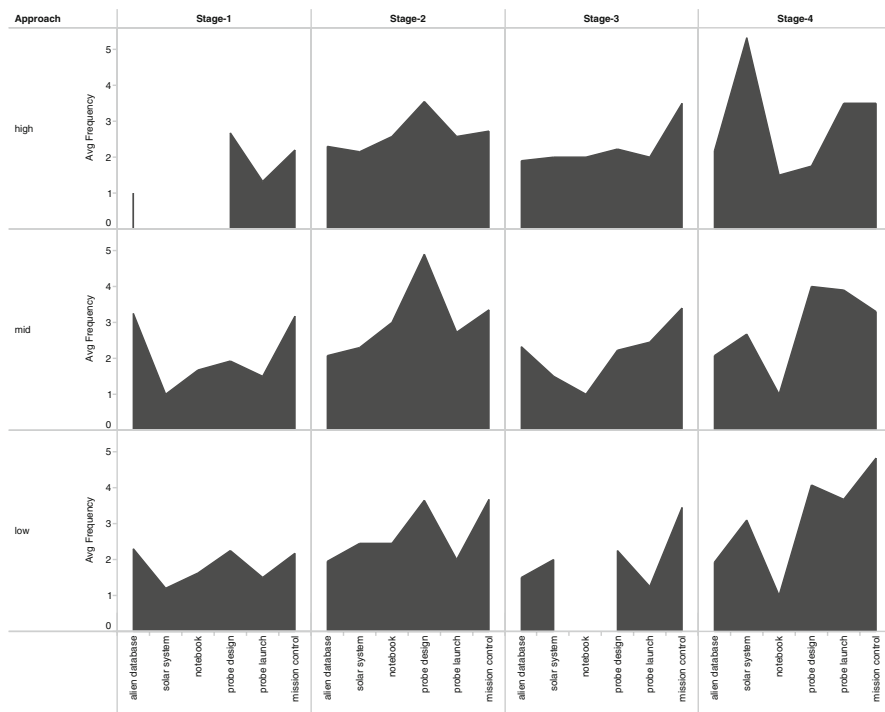 Approach Stage-1 Stage-2 Stage-3 Stage-4
high
Avg Frequency
5
4
3
2
1
0
mid
Avg Frequency
5
4
3
2
1
0
low
Avg Frequency
5
4
3
2
1
0
alien database
solar system
notebook
probe design
probe launch
mission control
alien database
solar system
notebook
probe design
probe launch
mission control
alien database
solar system
notebook
probe design
probe launch
mission control
alien database
solar system
notebook
probe design
probe launch
mission control